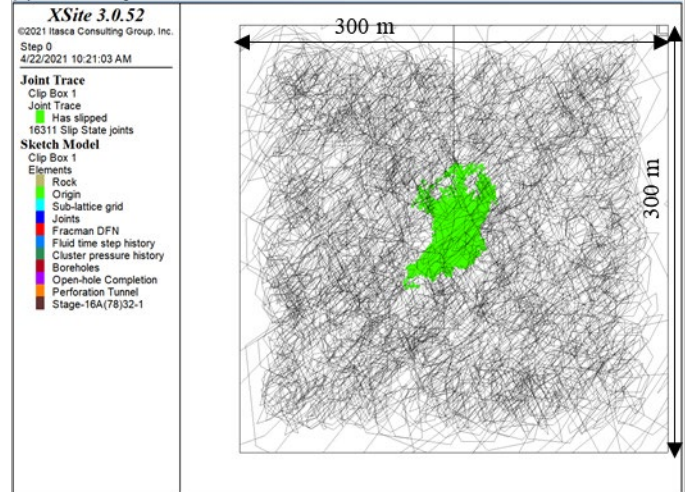 XSite 3.0.52
©2021 Itasca Consulting Group, Inc.
Step 0
4/22/2021 10:21:03 AM
Joint Trace
Clip Box 1
Joint Trace
Has slipped
16311 Slip State joints
Sketch Model
Clip Box 1
Elements
Rock
Origin
Sub-lattice grid
Joints
Fracman DFN
Fluid time step history
Cluster pressure history
Boreholes
Open-hole Completion
Perforation Tunnel
Stage-16A(78)32-1
300 m
300 m